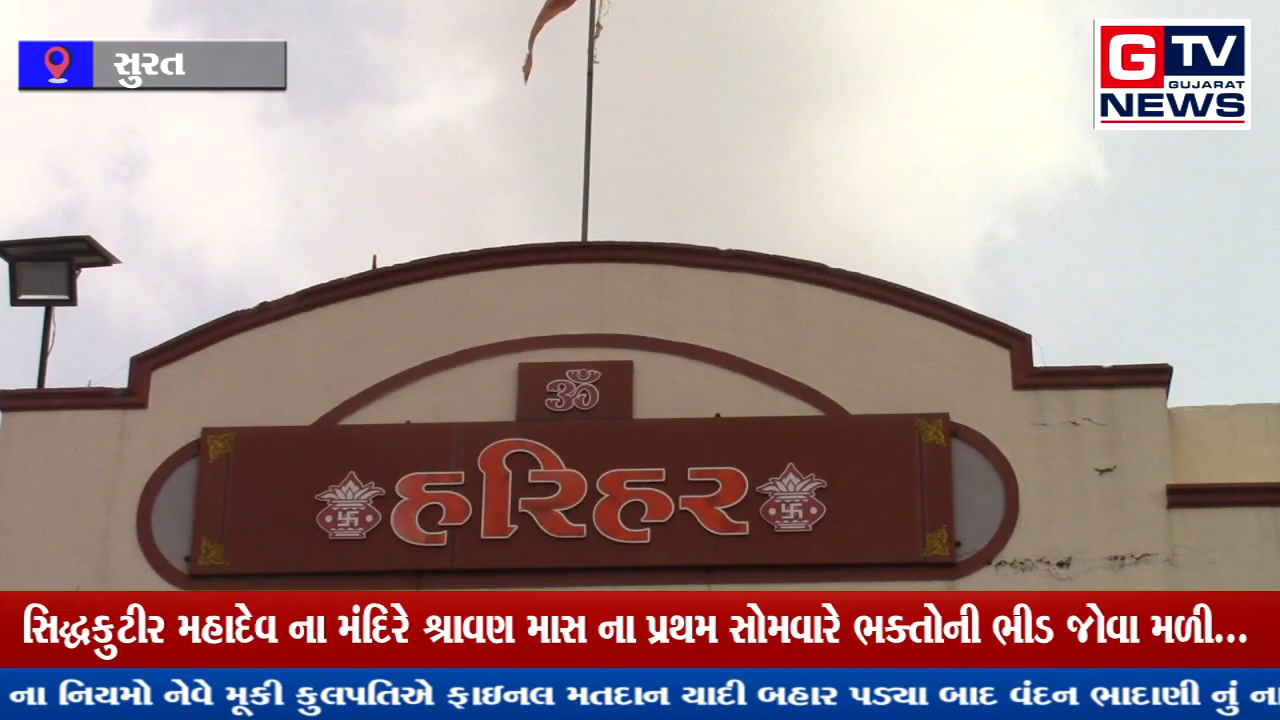 સુરત
G TV
GUJARAT
NEWS
ૐ
હરિહર
સિદ્ધકુટીર મહાદેવ ના મંદિરે શ્રાવણ માસ ના પ્રથમ સોમવારે ભક્તોની ભીડ જોવા મળી...
ના નિયમો નેવે મૂકી કુલપતિએ ફાઇનલ મતદાન યાદી બહાર પડ્યા બાદ વંદન ભાદાણી નું ના